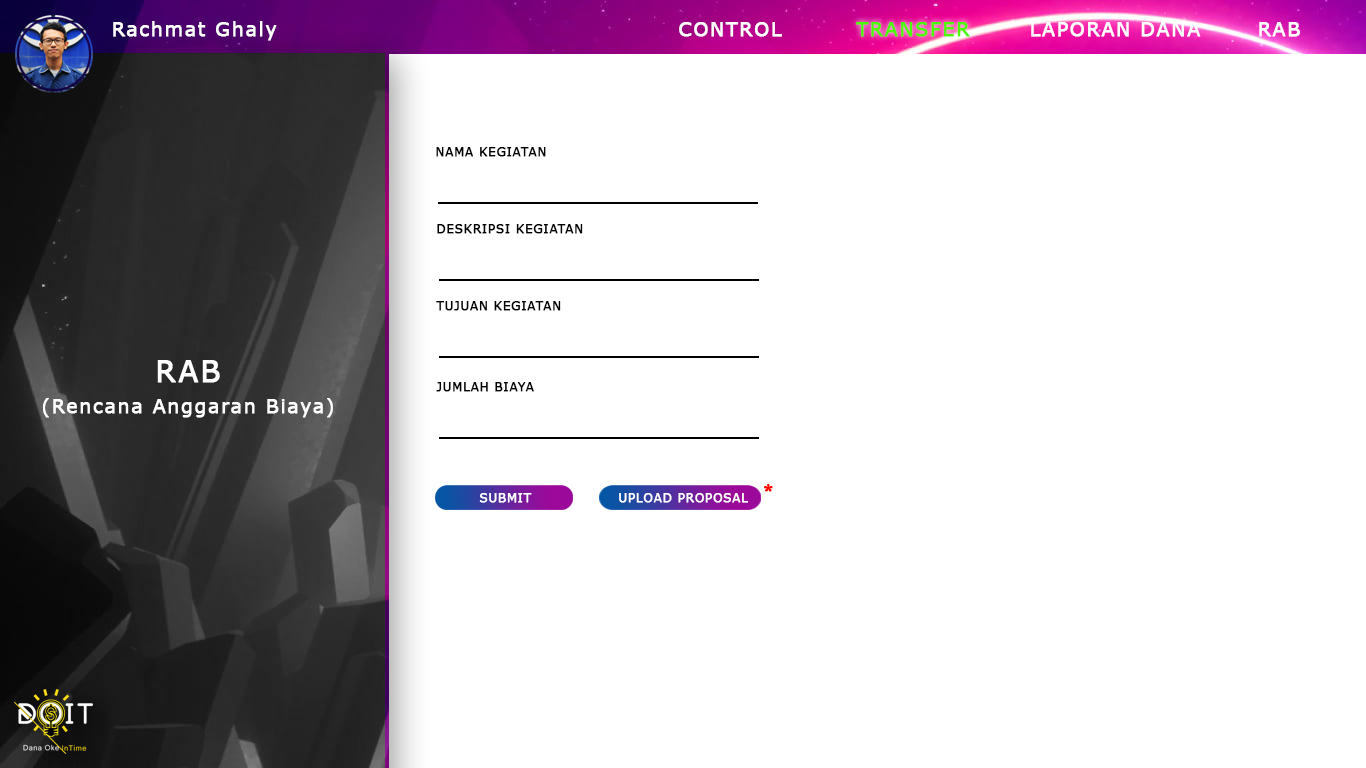 Rachmat Ghaly
CONTROL
TRANSFER
LAPORAN DANA
RAB
RAB
(Rencana Anggaran Biaya)
NAMA KEGIATAN
DESKRIPSI KEGIATAN
TUJUAN KEGIATAN
JUMLAH BIAYA
SUBMIT
UPLOAD PROPOSAL *
DOIT
Dana Oke InTime